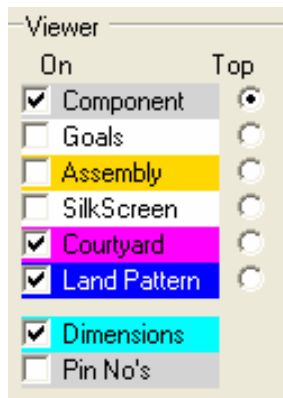 Viewer
On Top
Component
Goals
Assembly
SilkScreen
Courtyard
Land Pattern
Dimensions
Pin No's